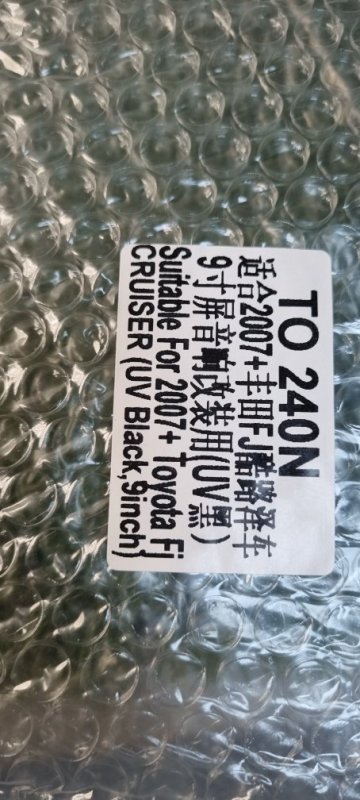 TO 240N
适合2007+丰田FJ酷路泽车
9寸屏音响改装用(UV黑)
Suitable For 2007+ Toyota Fj
CRUISER (UV Black,9inch)